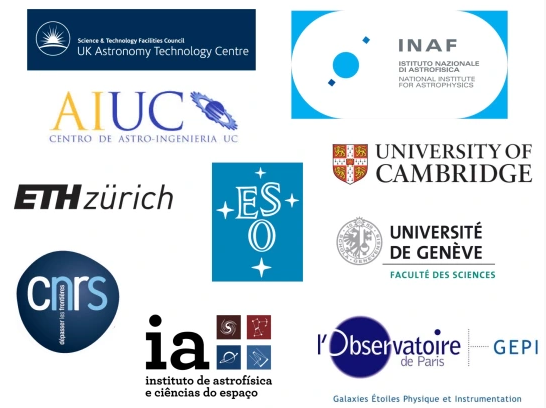 Science & Technology Facilities Council
UK Astronomy Technology Centre
INAF
ISTITUTO NAZIONALE
DI ASTROFISICA
NATIONAL INSTITUTE
FOR ASTROPHYSICS
AIUC
CENTRO DE ASTRO-INGENIERIA UC
UNIVERSITY OF
CAMBRIDGE
ETH zürich
ESO
UNIVERSITÉ
DE GENÈVE
FACULTÉ DES SCIENCES
cnrs
dépasser les frontières
ia
instituto de astrofísica
e ciências do espaço
l'Observatoire
de Paris
GEPI
Galaxies Étoiles Physique et Instrumentation